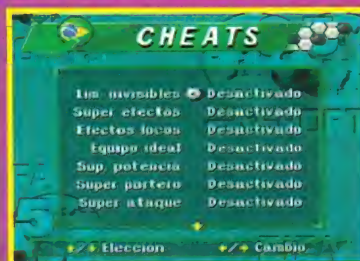 CHEATS
Lim invisibles Desactivado
Super efectos Desactivado
Efectos locos Desactivado
Equipo ideal Desactivado
Sup. potencia Desactivado
Super portero Desactivado
Super ataque Desactivado
Eleccion Cambio